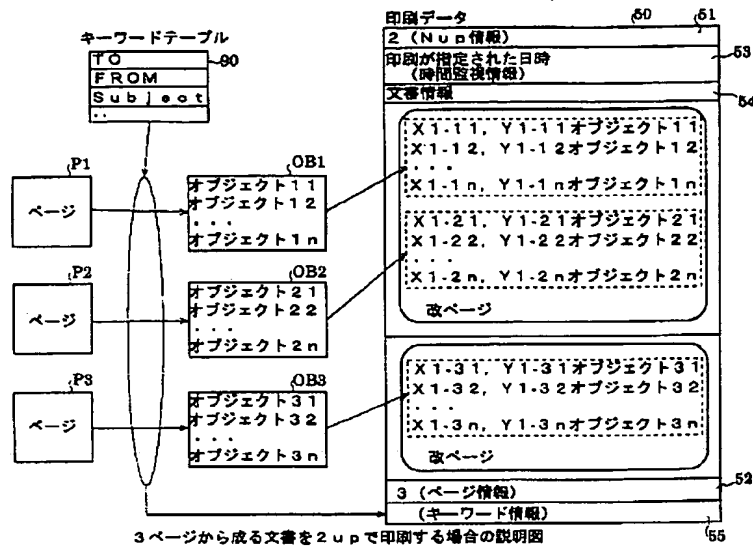 キーワードテーブル
TO
FROM
Subject
..
90
印刷データ
50
51
2 (Nup情報)
印刷が指定された日時
(時間監視情報)
53
文書情報
54
P1
ページ
OB1
オブジェクト11
オブジェクト12
...
オブジェクト1n
X1-11, Y1-11オブジェクト11
X1-12, Y1-12オブジェクト12
...
X1-1n, Y1-1nオブジェクト1n
P2
ページ
OB2
オブジェクト21
オブジェクト22
...
オブジェクト2n
X1-21, Y1-21オブジェクト21
X1-22, Y1-22オブジェクト22
...
X1-2n, Y1-2nオブジェクト2n
改ページ
P3
ページ
OB3
オブジェクト31
オブジェクト32
...
オブジェクト3n
X1-31, Y1-31オブジェクト31
X1-32, Y1-32オブジェクト32
...
X1-3n, Y1-3nオブジェクト3n
改ページ
52
3 (ページ情報)
(キーワード情報)
55
3ページから成る文書を2upで印刷する場合の説明図